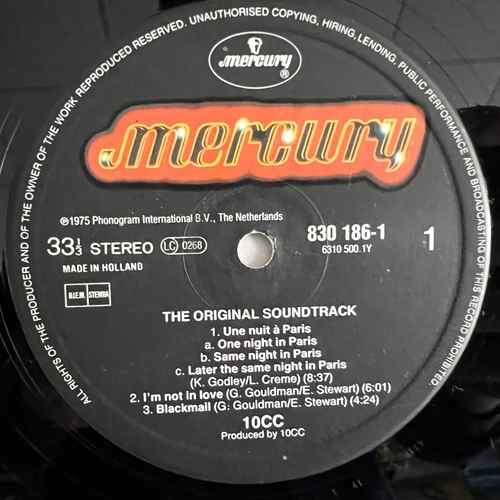 ALL RIGHTS OF THE PRODUCER AND OF THE OWNER OF THE WORK REPRODUCED RESERVED. UNAUTHORISED COPYING, HIRING, LENDING, PUBLIC PERFORMANCE AND BROADCASTING OF THIS RECORD PROHIBITED.
mercury ®
mercury
℗1975 Phonogram International B.V., The Netherlands
33⅓ STEREO LC 0268 830 186-1 1
6310 500.1Y
MADE IN HOLLAND
B.I.E.M. STEMRA
THE ORIGINAL SOUNDTRACK
1. Une nuit à Paris
a. One night in Paris
b. Same night in Paris
c. Later the same night in Paris
(K. Godley/L. Creme) (8:37)
2. I'm not in love (G. Gouldman/E. Stewart) (6:01)
3. Blackmail (G. Gouldman/E. Stewart) (4:24)
10CC
Produced by 10CC